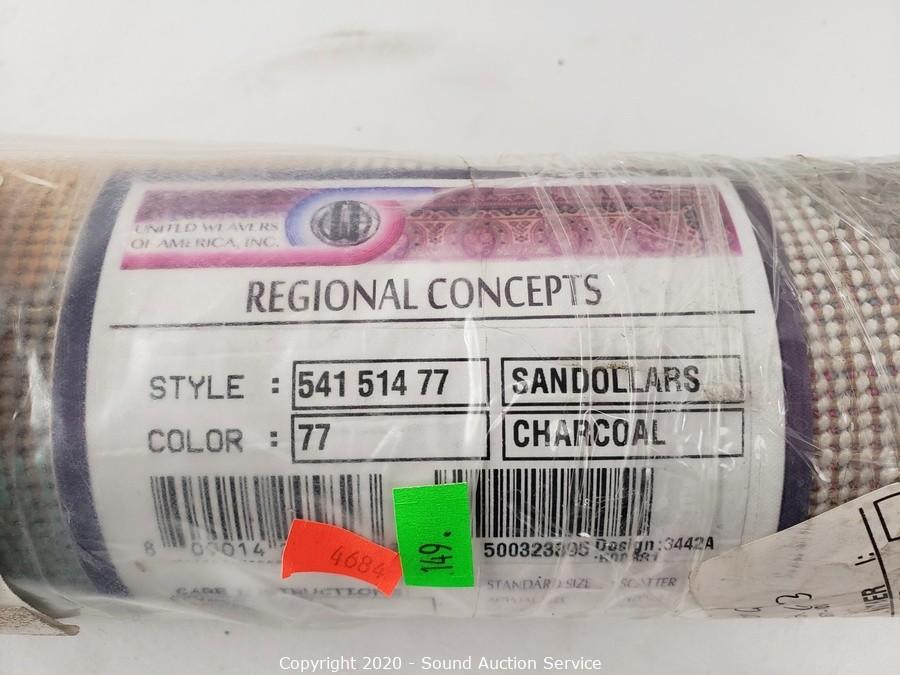 UNITED WEAVERS
OF AMERICA, INC.
REGIONAL CONCEPTS
STYLE : 541 514 77 SANDOLLARS
COLOR : 77 CHARCOAL
4684
149.
500323395 Design:3442A
STANDARD SIZE SCATTER
Copyright 2020 - Sound Auction Service